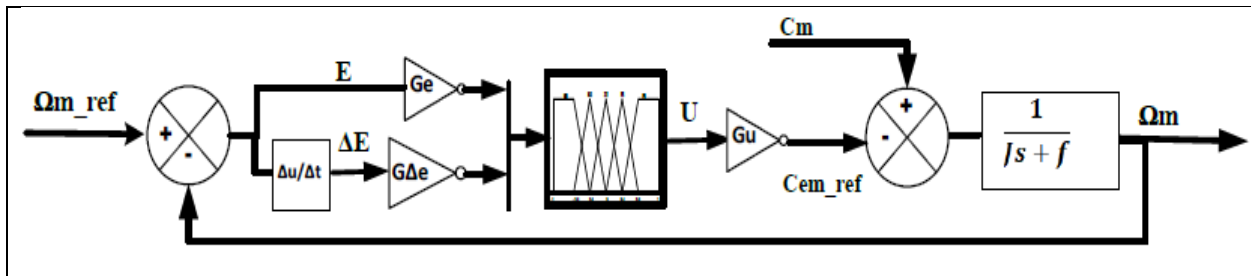 Cm
Ωm_ref
E
Ge
+
-
ΔE
Δu/Δt
GΔe
U
Gu
Cem_ref
+
-
1
Js + f
Ωm